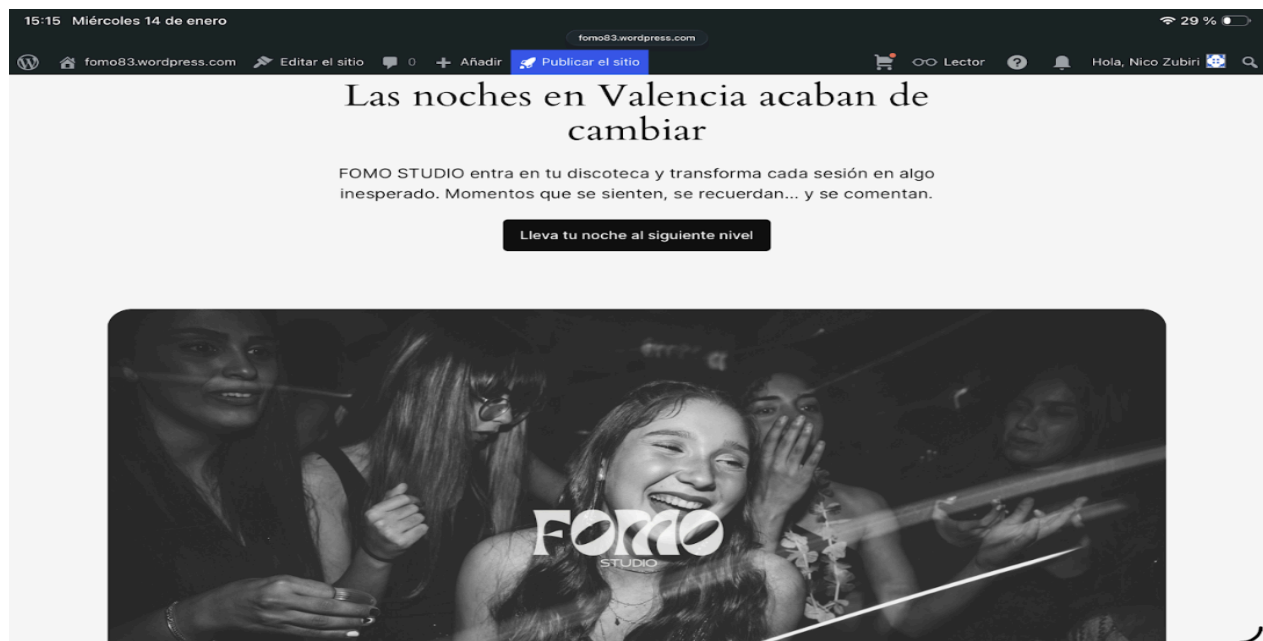 15:15 Miércoles 14 de enero
29 %
fomo83.wordpress.com
fomo83.wordpress.com Editar el sitio 0 Añadir Publicar el sitio Lector Hola, Nico Zubiri
Las noches en Valencia acaban de
cambiar
FOMO STUDIO entra en tu discoteca y transforma cada sesión en algo
inesperado. Momentos que se sienten, se recuerdan... y se comentan.
Lleva tu noche al siguiente nivel
FOMO
STUDIO